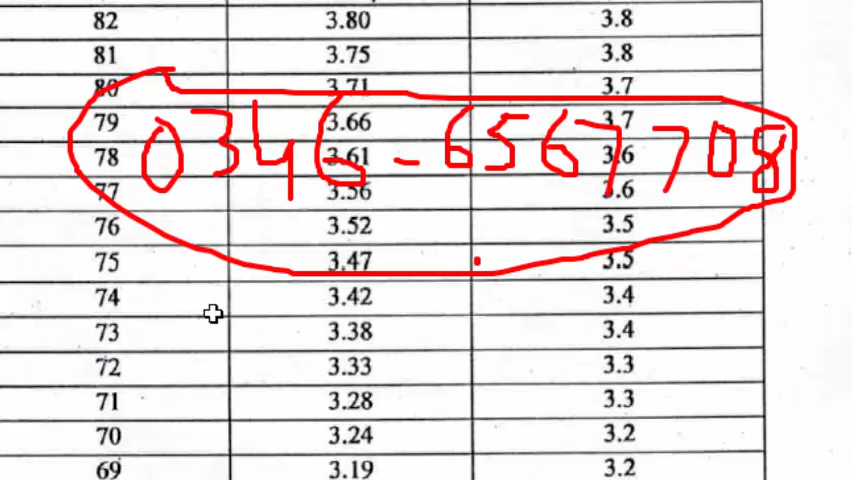 82 3.80 3.8
81 3.75 3.8
80 3.71 3.7
79 3.66 3.7
78 3.61 3.6
77 3.56 3.6
0346-6567708
76 3.52 3.5
75 3.47 3.5
74 3.42 3.4
73 3.38 3.4
72 3.33 3.3
71 3.28 3.3
70 3.24 3.2
69 3.19 3.2